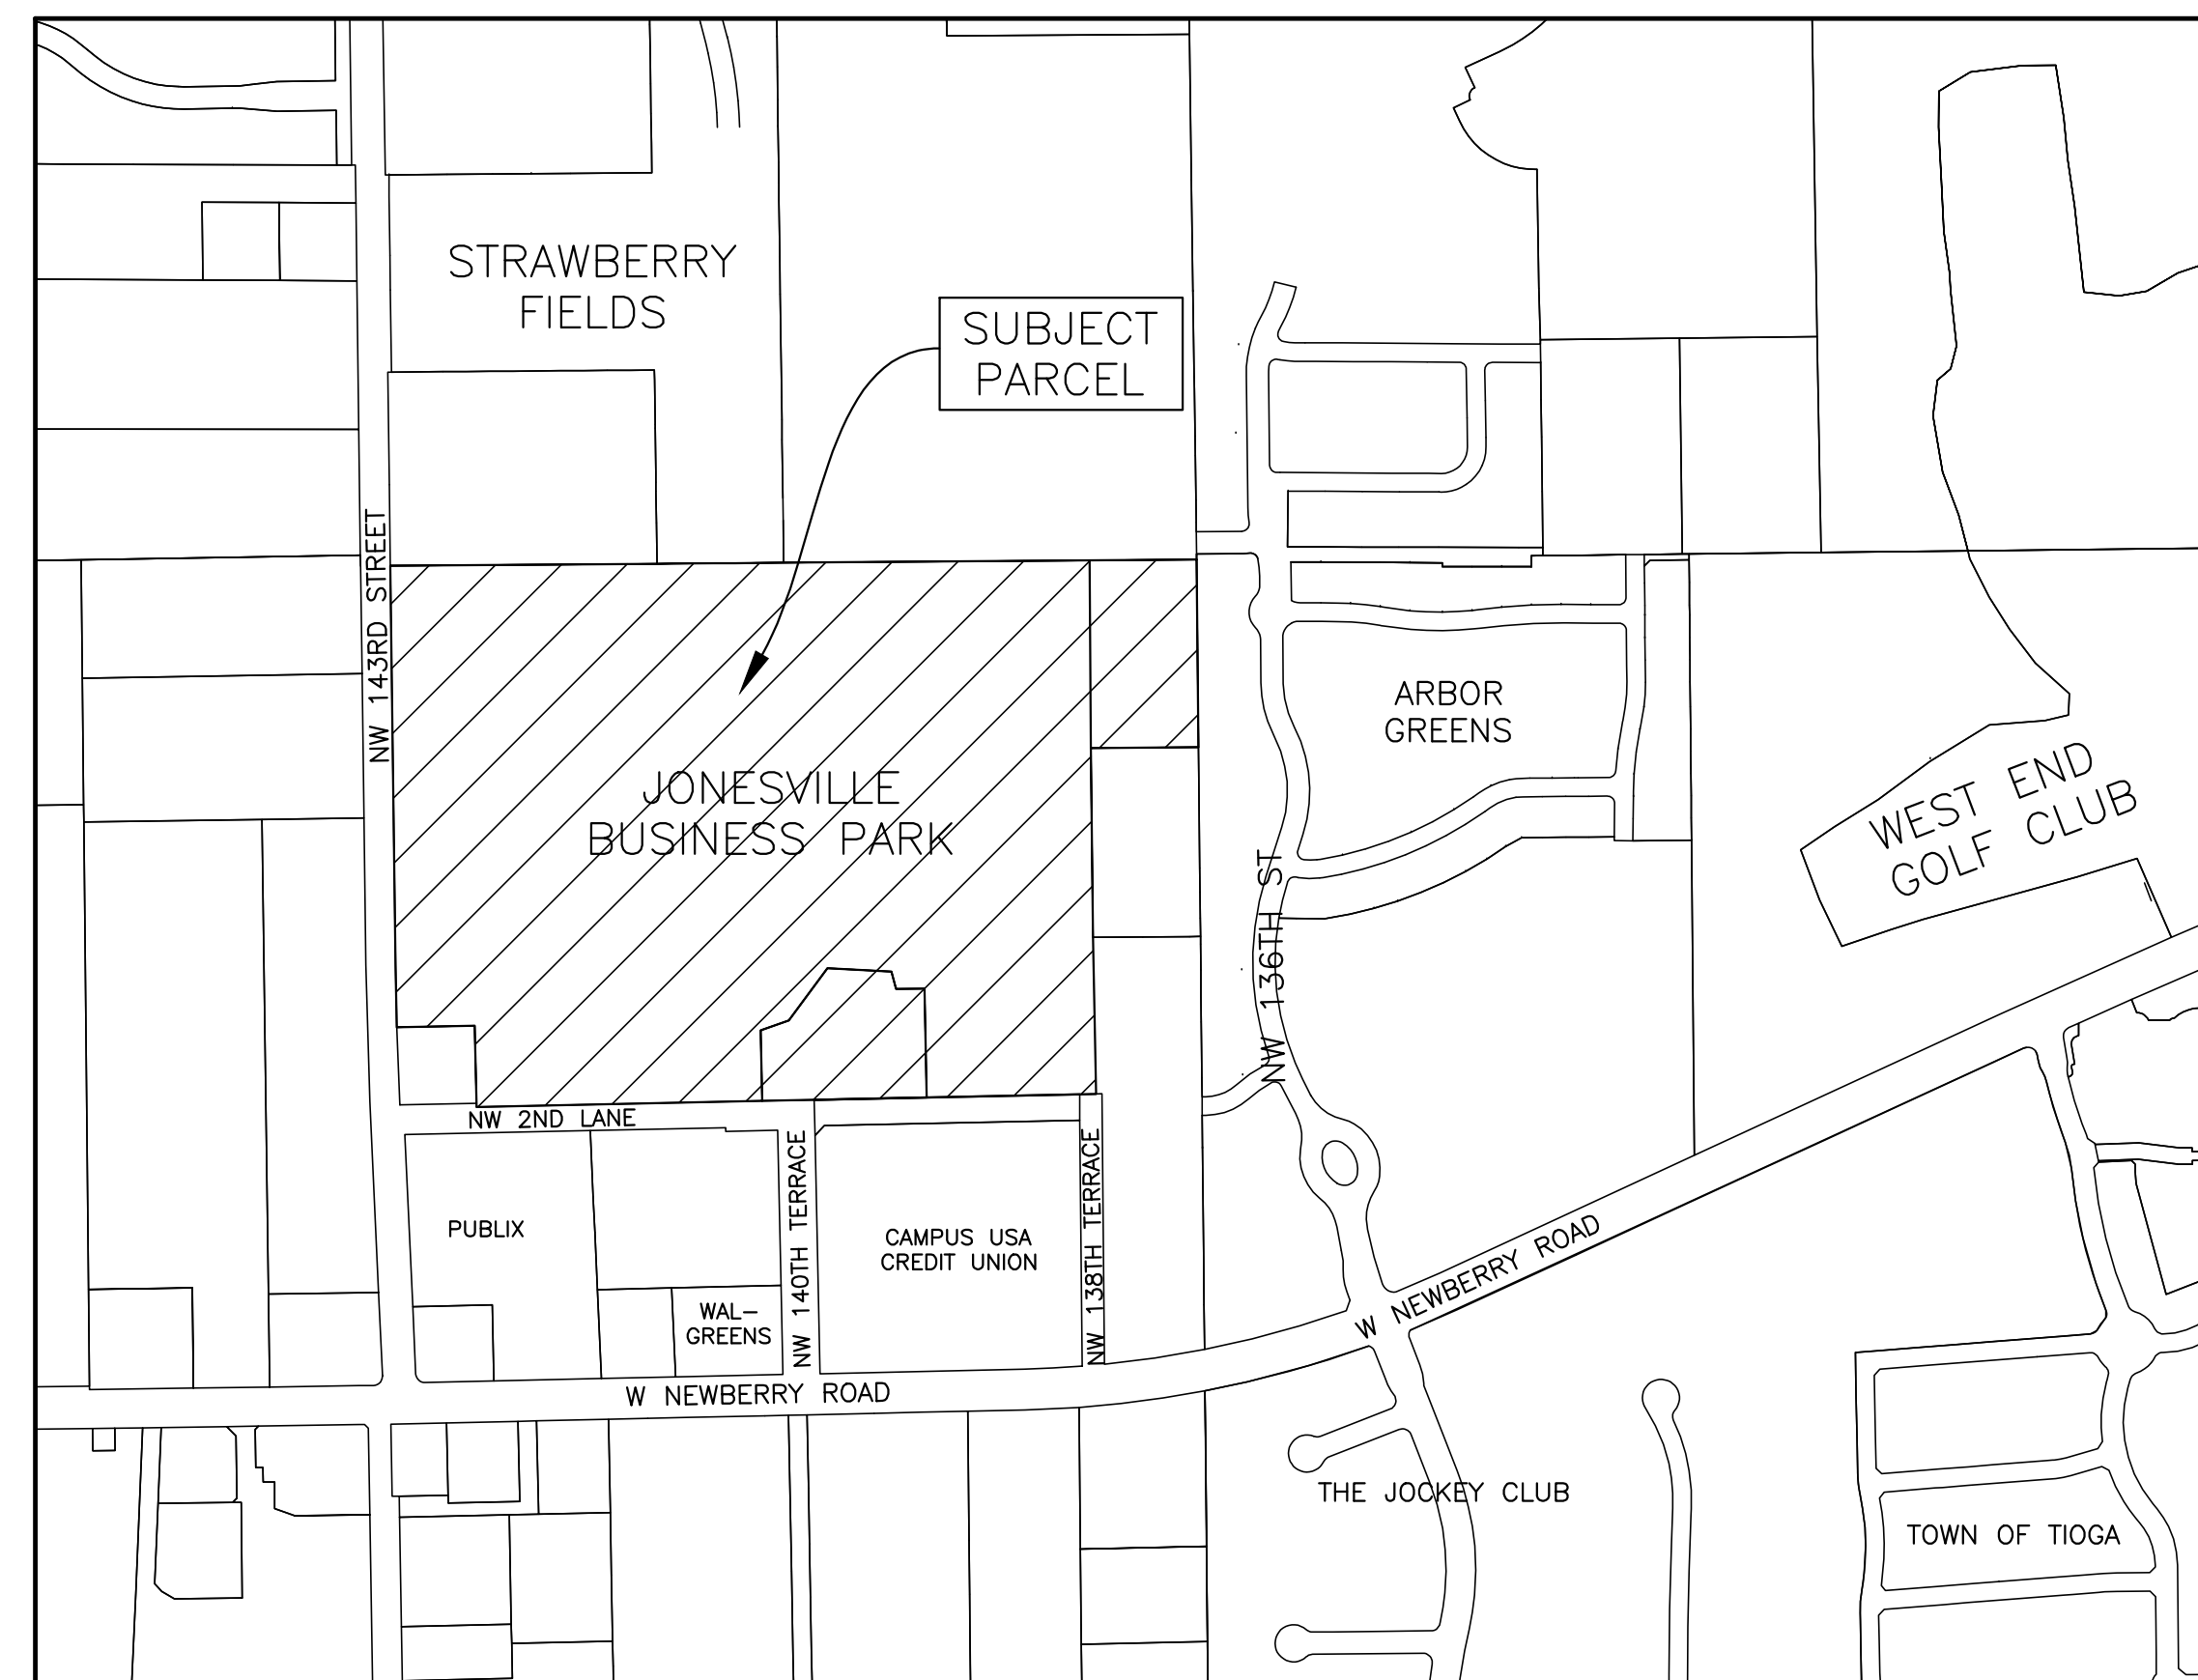 STRAWBERRY
FIELDS
SUBJECT
PARCEL
NW 143RD STREET
ARBOR
GREENS
JONESVILLE
BUSINESS PARK
WEST END
GOLF CLUB
NW 136TH ST
NW 2ND LANE
PUBLIX
NW 140TH TERRACE
CAMPUS USA
CREDIT UNION
NW 138TH TERRACE
WAL-
GREENS
W NEWBERRY ROAD
W NEWBERRY ROAD
THE JOCKEY CLUB
TOWN OF TIOGA